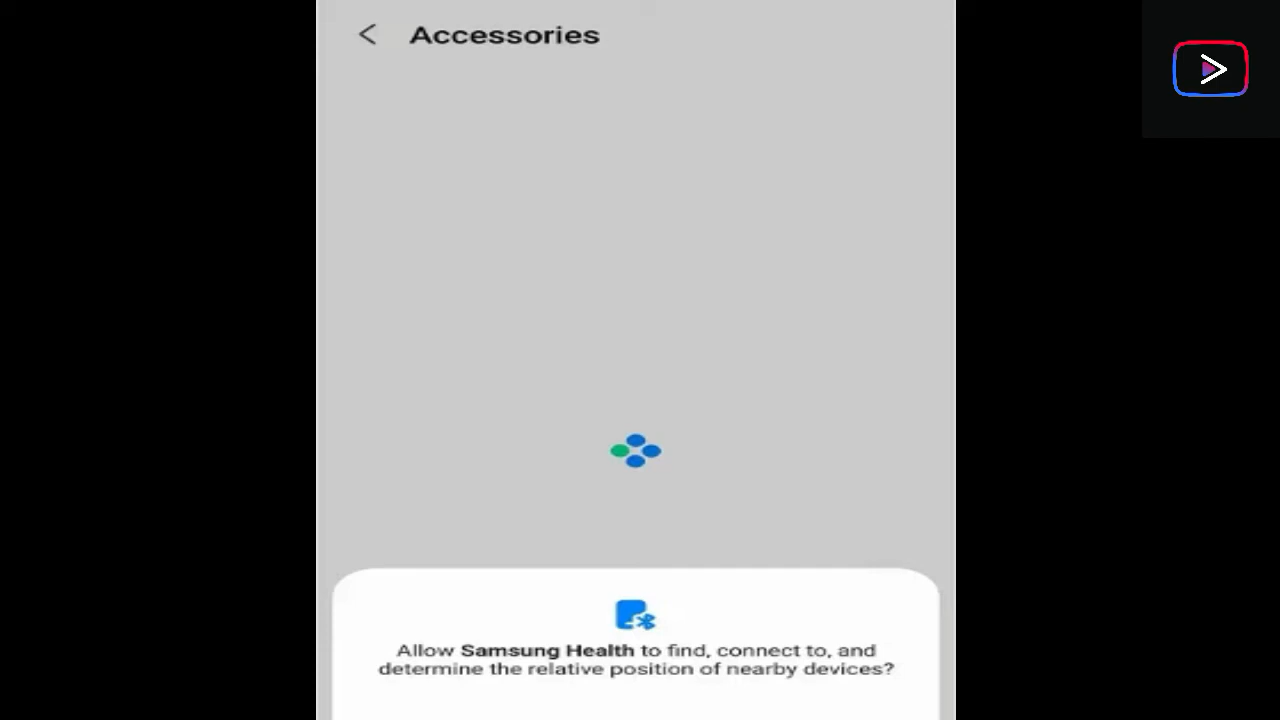 Accessories
Allow Samsung Health to find, connect to, and
determine the relative position of nearby devices?